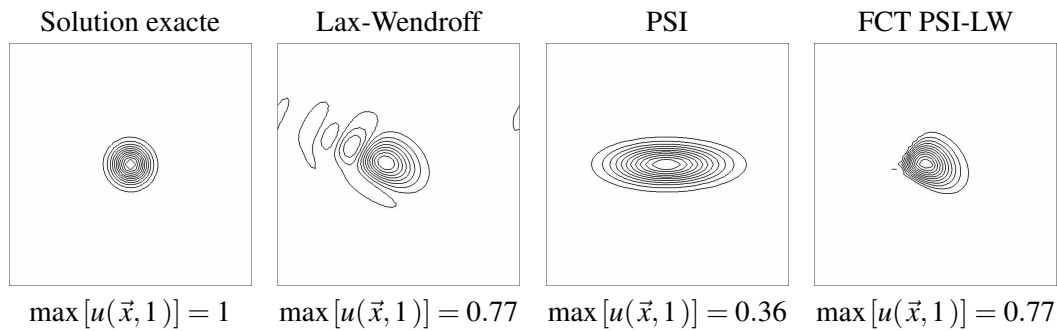 Solution exacte
Lax-Wendroff
PSI
FCT PSI-LW
max [u(x⃗,1)] = 1
max [u(x⃗,1)] = 0.77
max [u(x⃗,1)] = 0.36
max [u(x⃗,1)] = 0.77